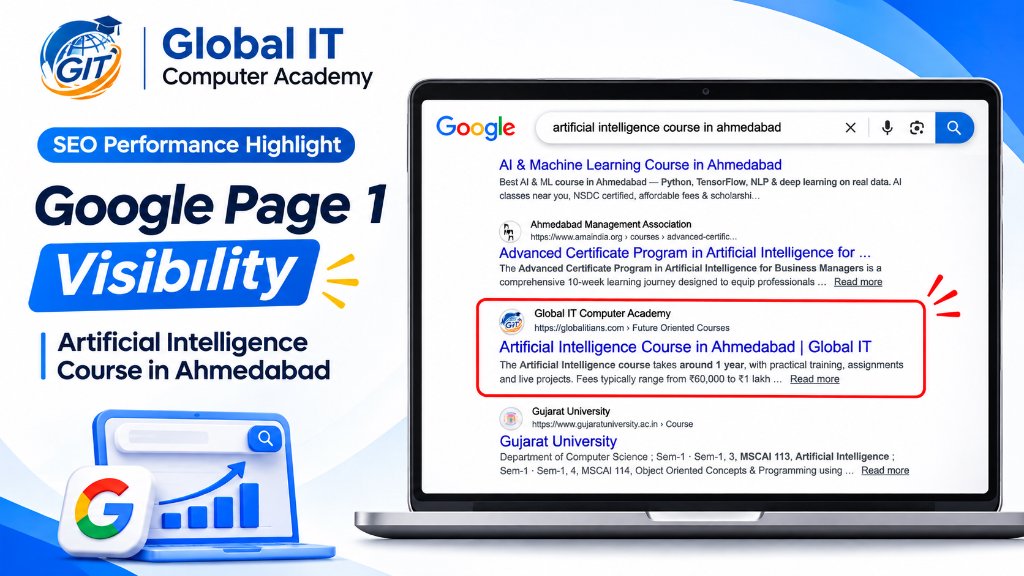 GIT
Global IT
Computer Academy
SEO Performance Highlight
Google Page 1
Visibility
Artificial Intelligence
Course in Ahmedabad
G
Google
artificial intelligence course in ahmedabad
AI & Machine Learning Course in Ahmedabad
Best AI & ML course in Ahmedabad — Python, TensorFlow, NLP & deep learning on real data. AI
classes near you, NSDC certified, affordable fees & scholarshi...
Ahmedabad Management Association
https://www.amaindia.org › courses › advanced-certific...
Advanced Certificate Program in Artificial Intelligence for ...
The Advanced Certificate Program in Artificial Intelligence for Business Managers is a
comprehensive 10-week learning journey designed to equip professionals ... Read more
GIT
Global IT Computer Academy
https://globalitians.com › Future Oriented Courses
Artificial Intelligence Course in Ahmedabad | Global IT
The Artificial Intelligence course takes around 1 year, with practical training, assignments
and live projects. Fees typically range from ₹60,000 to ₹1 lakh ... Read more
Gujarat University
https://www.gujaratuniversity.ac.in › Course
Gujarat University
Department of Computer Science ; Sem-1 · Sem-1, 3, MSCAI 113, Artificial Intelligence ;
Sem-1 · Sem-1, 4, MSCAI 114, Object Oriented Concepts & Programming using ... Read more